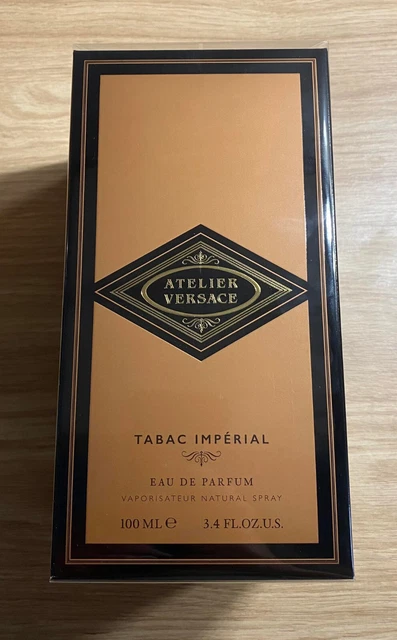 ATELIER
VERSACE
TABAC IMPÉRIAL
EAU DE PARFUM
VAPORISATEUR NATURAL SPRAY
100 ML ℮ 3.4 FL.OZ.U.S.